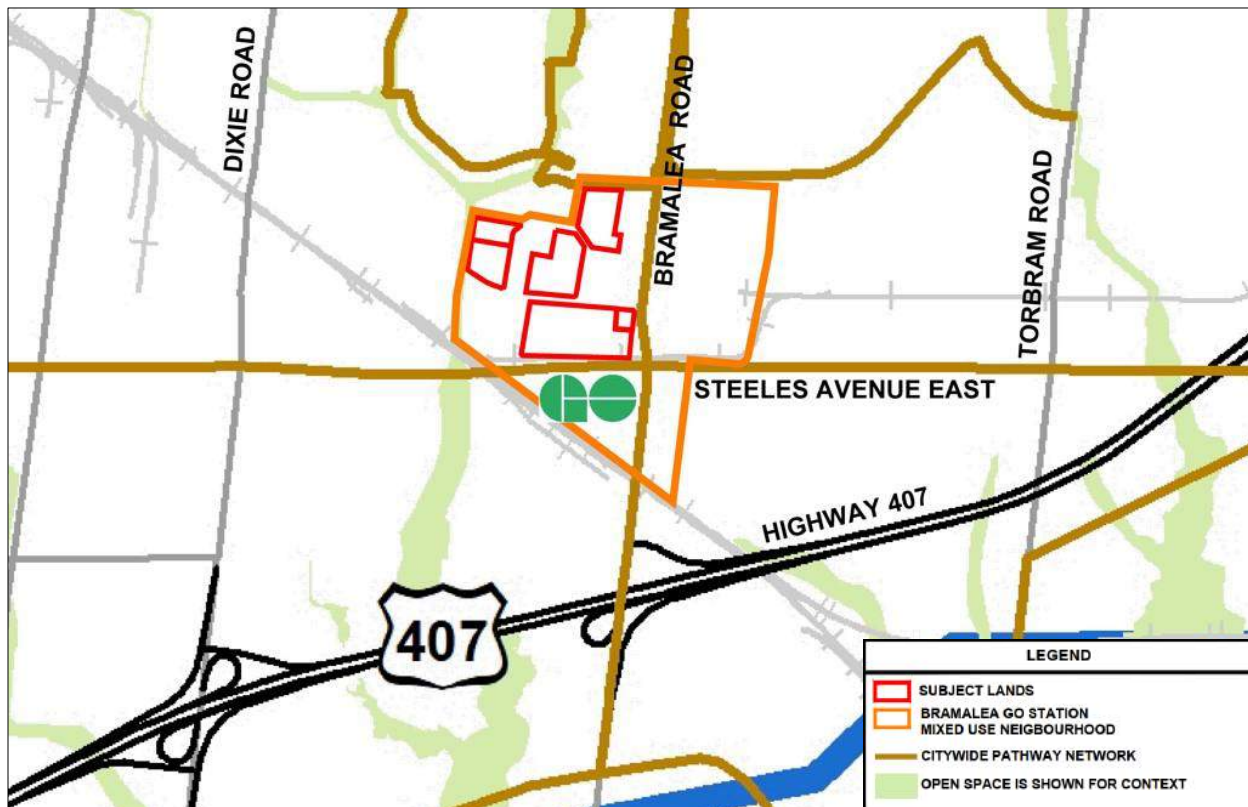 DIXIE ROAD
BRAMALEA ROAD
TORBRAM ROAD
STEELES AVENUE EAST
GO
HIGHWAY 407
407
LEGEND
SUBJECT LANDS
BRAMALEA GO STATION
MIXED USE NEIGBOURHOOD
CITYWIDE PATHWAY NETWORK
OPEN SPACE IS SHOWN FOR CONTEXT